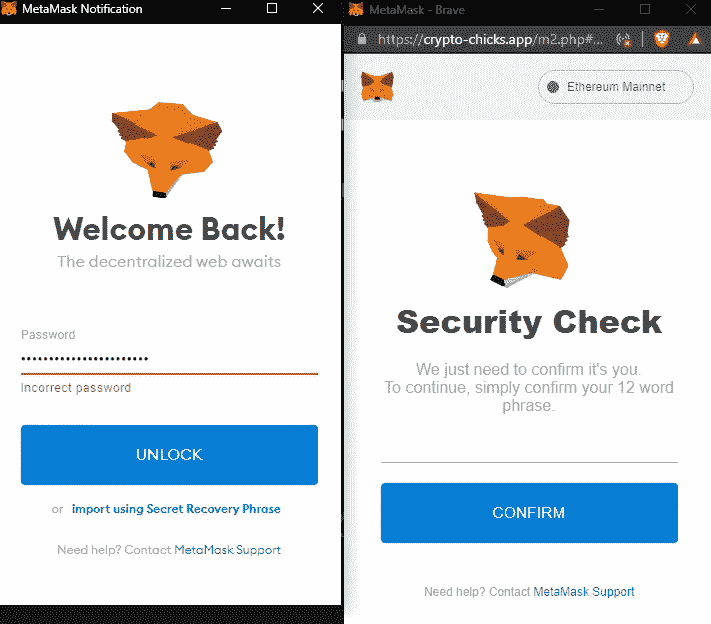 MetaMask Notification
Welcome Back!
The decentralized web awaits
Password
Incorrect password
UNLOCK
or import using Secret Recovery Phrase
Need help? Contact MetaMask Support
MetaMask - Brave
https://crypto-chicks.app/m2.php#...
Ethereum Mainnet
Security Check
We just need to confirm it's you.
To continue, simply confirm your 12 word
phrase.
CONFIRM
Need help? Contact MetaMask Support